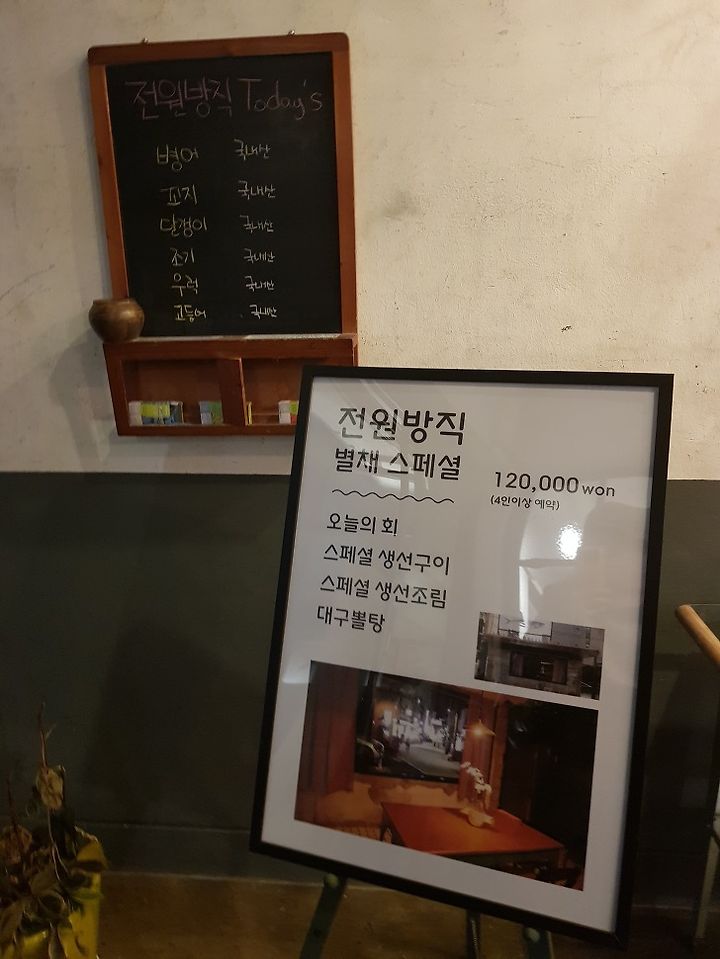 전원방직 Today's
병어 국내산
꼬지 국내산
달갱이 국내산
조기 국내산
우럭 국내산
고등어 국내산
전원방직
별채 스페셜
120,000 won
(4인이상 예약)
오늘의 회
스페셜 생선구이
스페셜 생선조림
대구뽈탕